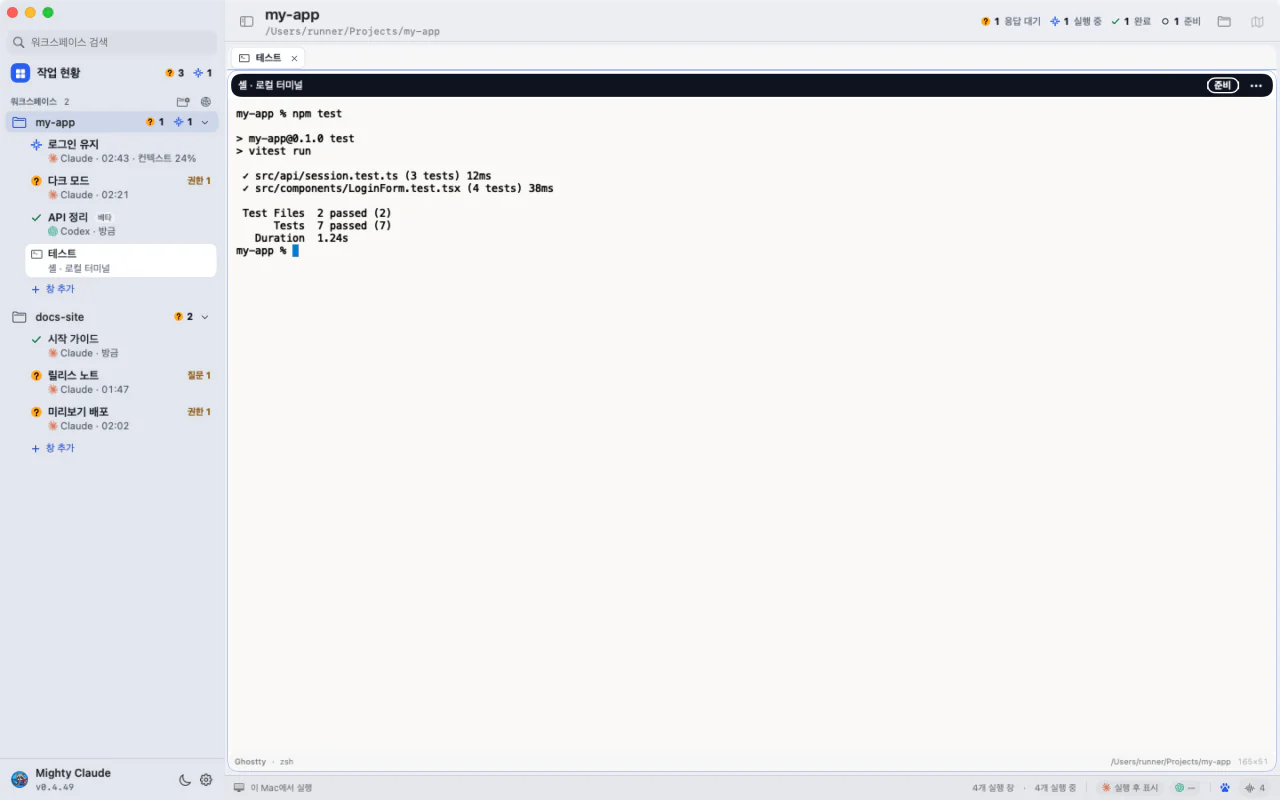 워크스페이스 검색
작업 현황 3 1
워크스페이스 2
my-app 1 1
로그인 유지
Claude · 02:43 · 컨텍스트 24%
다크 모드 권한 1
Claude · 02:21
API 정리 베타
Codex · 방금
테스트
셸 · 로컬 터미널
+ 창 추가
docs-site 2
시작 가이드
Claude · 방금
릴리스 노트 질문 1
Claude · 01:47
미리보기 배포 권한 1
Claude · 02:02
+ 창 추가
Mighty Claude
v0.4.49
my-app
/Users/runner/Projects/my-app
1 응답 대기 1 실행 중 1 완료 1 준비
테스트
셸 · 로컬 터미널 준비
my-app % npm test
> my-app@0.1.0 test
> vitest run
✓ src/api/session.test.ts (3 tests) 12ms
✓ src/components/LoginForm.test.tsx (4 tests) 38ms
Test Files 2 passed (2)
Tests 7 passed (7)
Duration 1.24s
my-app %
Ghostty · zsh /Users/runner/Projects/my-app 165×51
이 Mac에서 실행 4개 실행 창 · 4개 실행 중 실행 후 표시 — 4